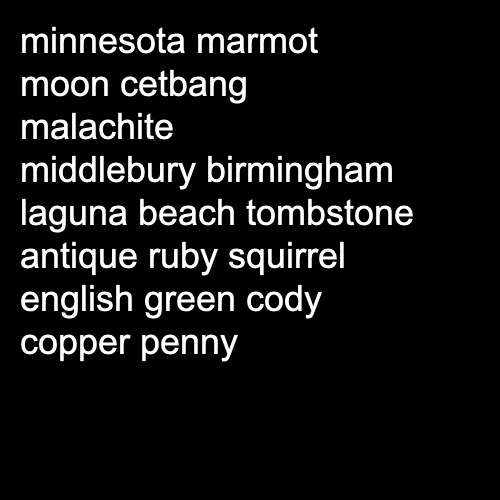 minnesota marmot
moon cetbang
malachite
middlebury birmingham
laguna beach tombstone
antique ruby squirrel
english green cody
copper penny